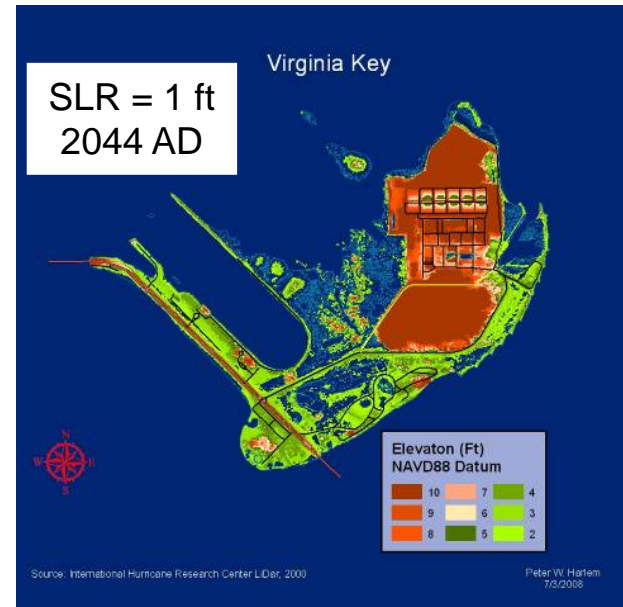 Virginia Key
SLR = 1 ft
2044 AD
N
W E
S
Elevaton (Ft)
NAVD88 Datum
10 7 4
9 6 3
8 5 2
Source: International Hurricane Research Center LiDar, 2000
Peter W. Harlem
7/3/2008